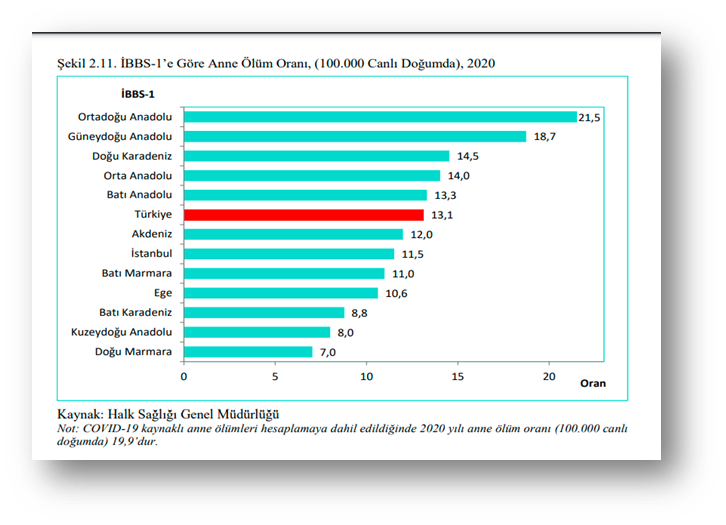 Şekil 2.11. İBBS-1’e Göre Anne Ölüm Oranı, (100.000 Canlı Doğumda), 2020
İBBS-1
Ortadoğu Anadolu 21,5
Güneydoğu Anadolu 18,7
Doğu Karadeniz 14,5
Orta Anadolu 14,0
Batı Anadolu 13,3
Türkiye 13,1
Akdeniz 12,0
İstanbul 11,5
Batı Marmara 11,0
Ege 10,6
Batı Karadeniz 8,8
Kuzeydoğu Anadolu 8,0
Doğu Marmara 7,0
0 5 10 15 20
Oran
Kaynak: Halk Sağlığı Genel Müdürlüğü
Not: COVID-19 kaynaklı anne ölümleri hesaplamaya dahil edildiğinde 2020 yılı anne ölüm oranı (100.000 canlı
doğumda) 19,9’dur.